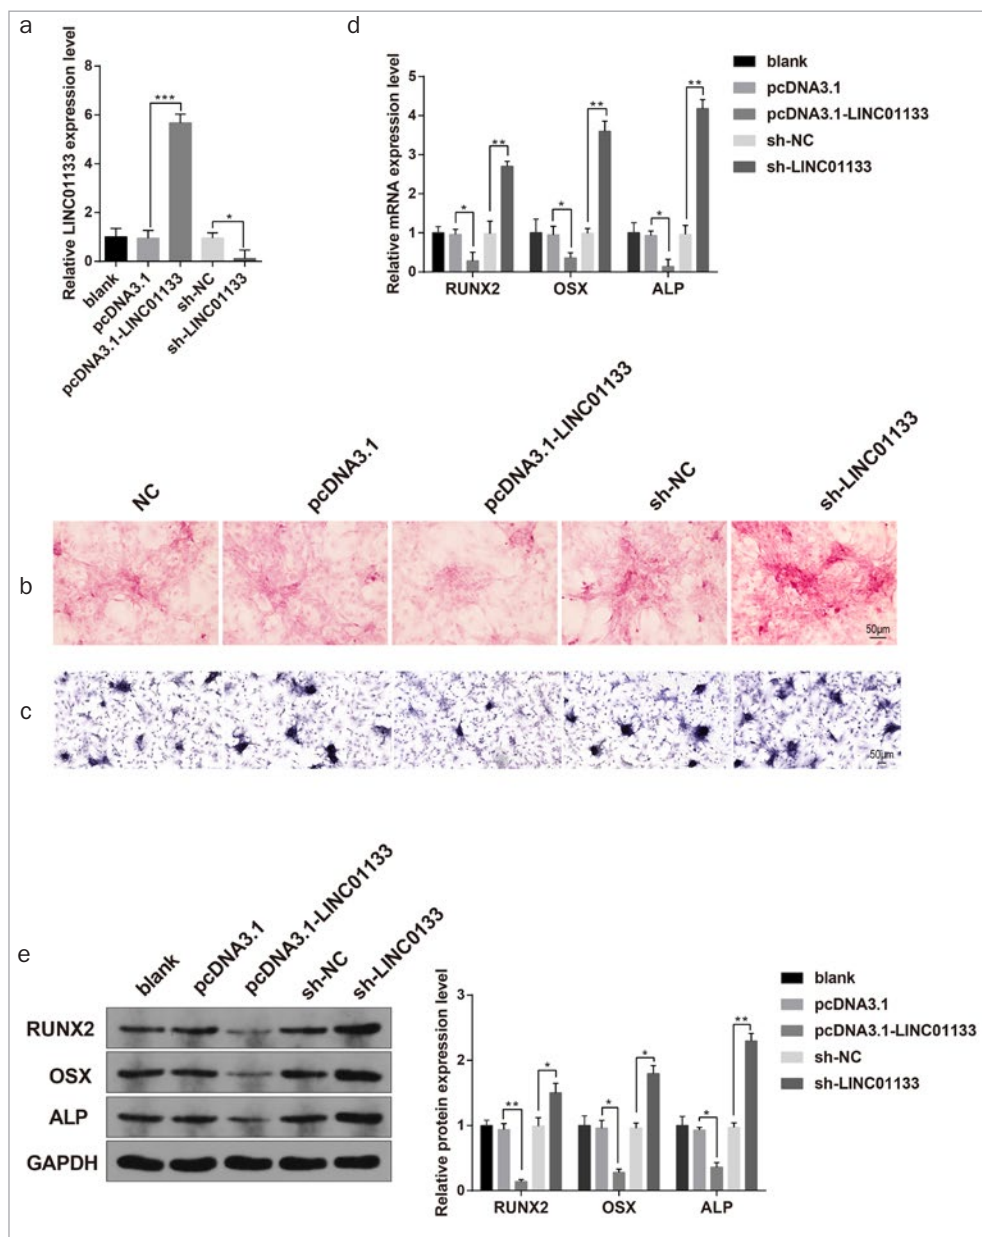 a
Relative LINC01133 expression level
8
6
4
2
0
***
*
blank
pcDNA3.1
pcDNA3.1-LINC01133
sh-NC
sh-LINC01133
d
Relative mRNA expression level
5
4
3
2
1
0
*
**
*
**
*
**
RUNX2 OSX ALP
blank
pcDNA3.1
pcDNA3.1-LINC01133
sh-NC
sh-LINC01133
NC
pcDNA3.1
pcDNA3.1-LINC01133
sh-NC
sh-LINC01133
b
50μm
c
50μm
e
blank
pcDNA3.1
pcDNA3.1-LINC01133
sh-NC
sh-LINC0133
RUNX2
OSX
ALP
GAPDH
Relative protein expression level
3
2
1
0
**
*
*
*
*
**
RUNX2 OSX ALP
blank
pcDNA3.1
pcDNA3.1-LINC01133
sh-NC
sh-LINC01133